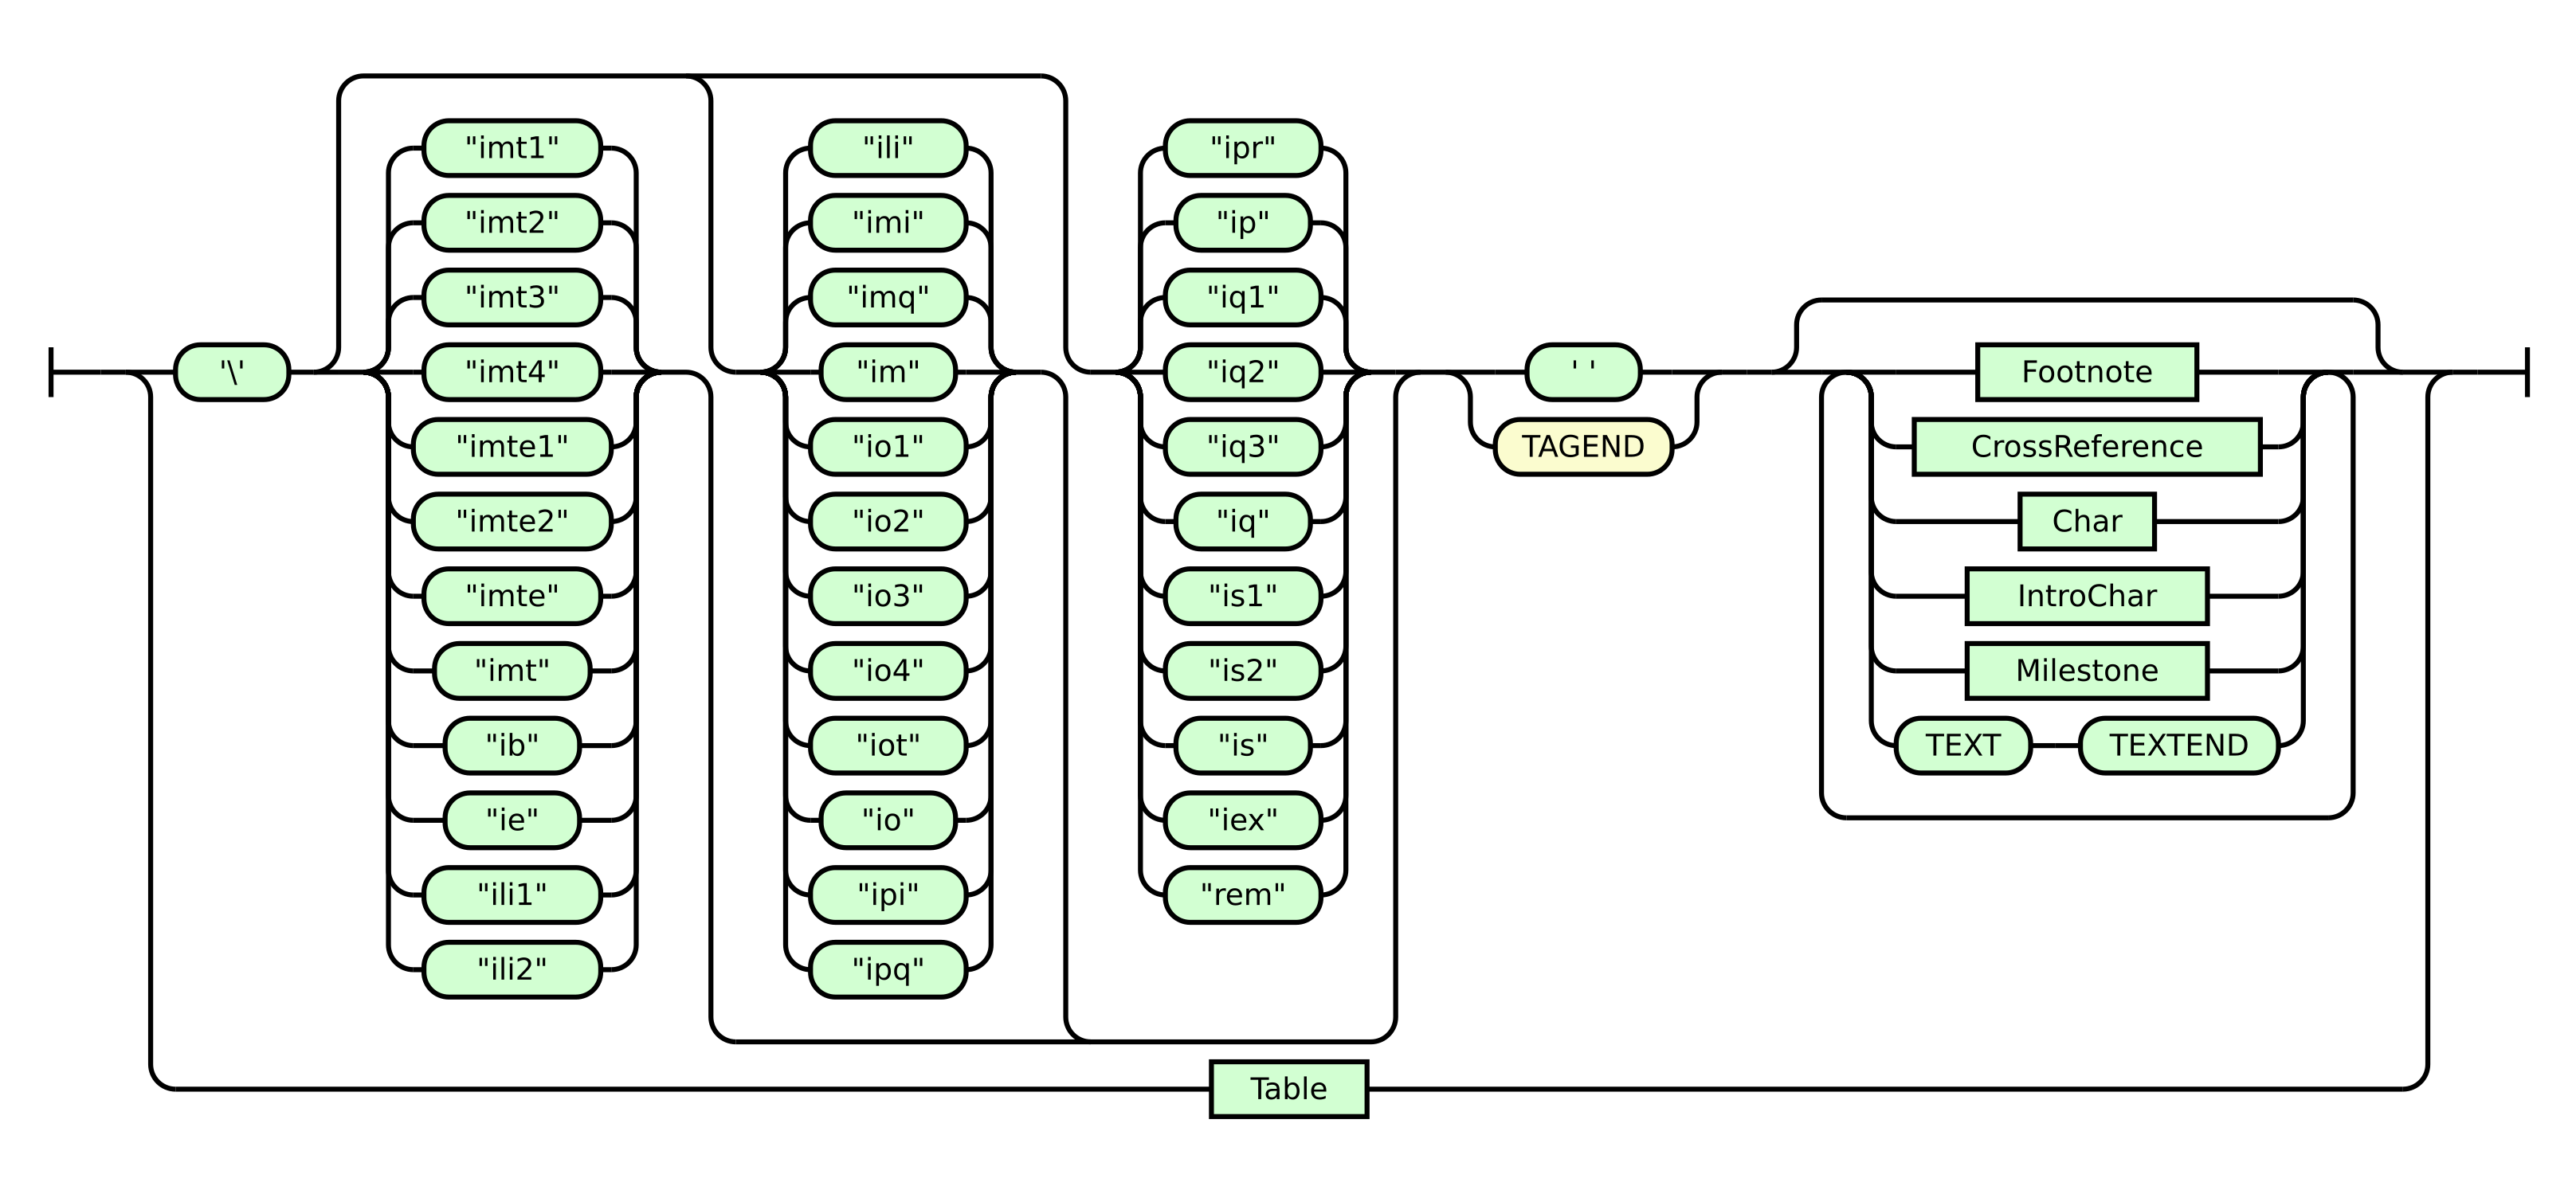 '\'
"imt1"
"imt2"
"imt3"
"imt4"
"imte1"
"imte2"
"imte"
"imt"
"ib"
"ie"
"ili1"
"ili2"
"ili"
"imi"
"imq"
"im"
"io1"
"io2"
"io3"
"io4"
"iot"
"io"
"ipi"
"ipq"
"ipr"
"ip"
"iq1"
"iq2"
"iq3"
"iq"
"is1"
"is2"
"is"
"iex"
"rem"
' '
TAGEND
Footnote
CrossReference
Char
IntroChar
Milestone
TEXT TEXTEND
Table